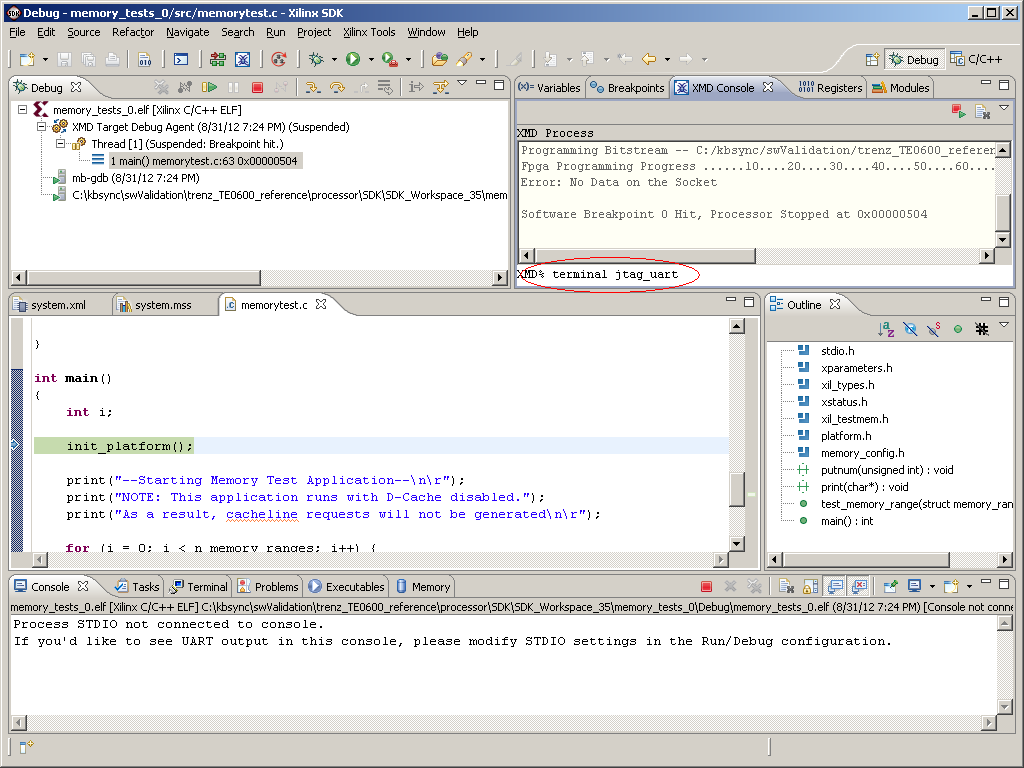 Debug - memory_tests_0/src/memorytest.c - Xilinx SDK
File Edit Source Refactor Navigate Search Run Project Xilinx Tools Window Help
Debug C/C++
Debug
memory_tests_0.elf [Xilinx C/C++ ELF]
XMD Target Debug Agent (8/31/12 7:24 PM) (Suspended)
Thread [1] (Suspended: Breakpoint hit.)
1 main() memorytest.c:63 0x00000504
mb-gdb (8/31/12 7:24 PM)
C:\kbsync\swValidation\trenz_TE0600_reference\processor\SDK\SDK_Workspace_35\mem
(x)= Variables Breakpoints XMD Console Registers Modules
XMD Process
Programming Bitstream -- C:/kbsync/swValidation/trenz_TE0600_referen
Fpga Programming Progress ......10....20....30....40....50....60....
Error: No Data on the Socket
Software Breakpoint 0 Hit, Processor Stopped at 0x00000504
XMD% terminal jtag_uart
system.xml system.mss memorytest.c
}
int main()
{
int i;
init_platform();
print("--Starting Memory Test Application--\n\r");
print("NOTE: This application runs with D-Cache disabled.");
print("As a result, cacheline requests will not be generated\n\r");
for (i = 0; i < n_memory_ranges; i++) {
Outline
stdio.h
xparameters.h
xil_types.h
xstatus.h
xil_testmem.h
platform.h
memory_config.h
putnum(unsigned int) : void
print(char*) : void
test_memory_range(struct memory_ran
main() : int
Console Tasks Terminal Problems Executables Memory
memory_tests_0.elf [Xilinx C/C++ ELF] C:\kbsync\swValidation\trenz_TE0600_reference\processor\SDK\SDK_Workspace_35\memory_tests_0\Debug\memory_tests_0.elf (8/31/12 7:24 PM) [Console not conne
Process STDIO not connected to console.
If you'd like to see UART output in this console, please modify STDIO settings in the Run/Debug configuration.